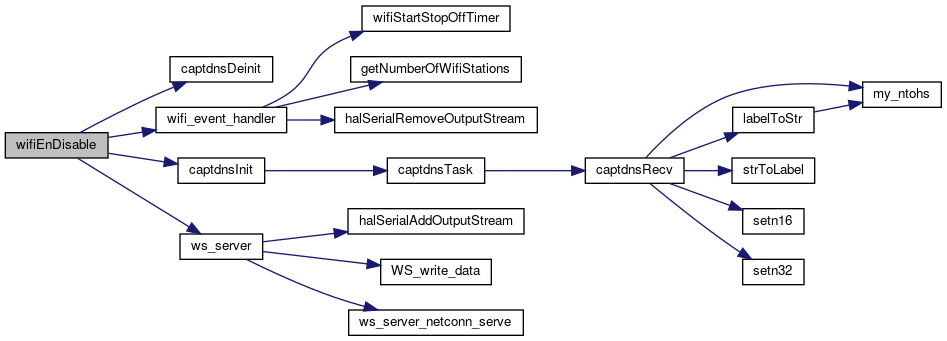 wifiStartStopOffTimer
captdnsDeinit
getNumberOfWifiStations
my_ntohs
wifi_event_handler
halSerialRemoveOutputStream
labelToStr
wifiEnDisable
captdnsInit
captdnsTask
captdnsRecv
strToLabel
halSerialAddOutputStream
setn16
ws_server
WS_write_data
setn32
ws_server_netconn_serve